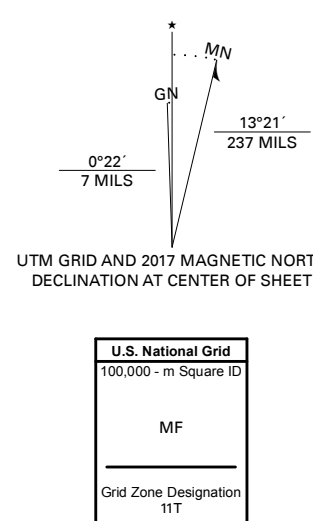 ★
MN
GN
13°21´
237 MILS
0°22´
7 MILS
UTM GRID AND 2017 MAGNETIC NORT
DECLINATION AT CENTER OF SHEET
U.S. National Grid
100,000 - m Square ID
MF
Grid Zone Designation
11T